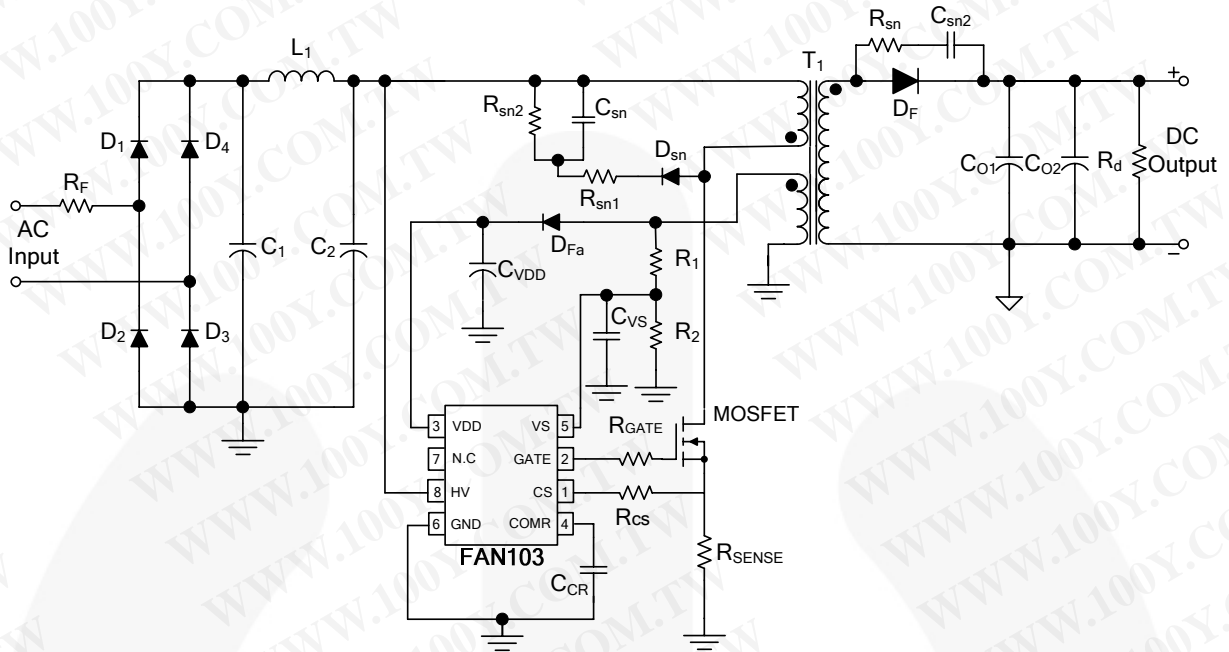 WWW.100Y.COM.TW
Rsn
Csn2
L1
T1
DF
Rsn2
Csn
Dsn
Rsn1
D1
D4
RF
AC
Input
C1
C2
DFa
CVDD
R1
CVS
R2
D2
D3
CO1
CO2
Rd
+
DC
Output
–
MOSFET
RGATE
3 VDD VS 5
7 N.C GATE 2
8 HV CS 1
6 GND COMR 4
Rcs
FAN103
RSENSE
CCR